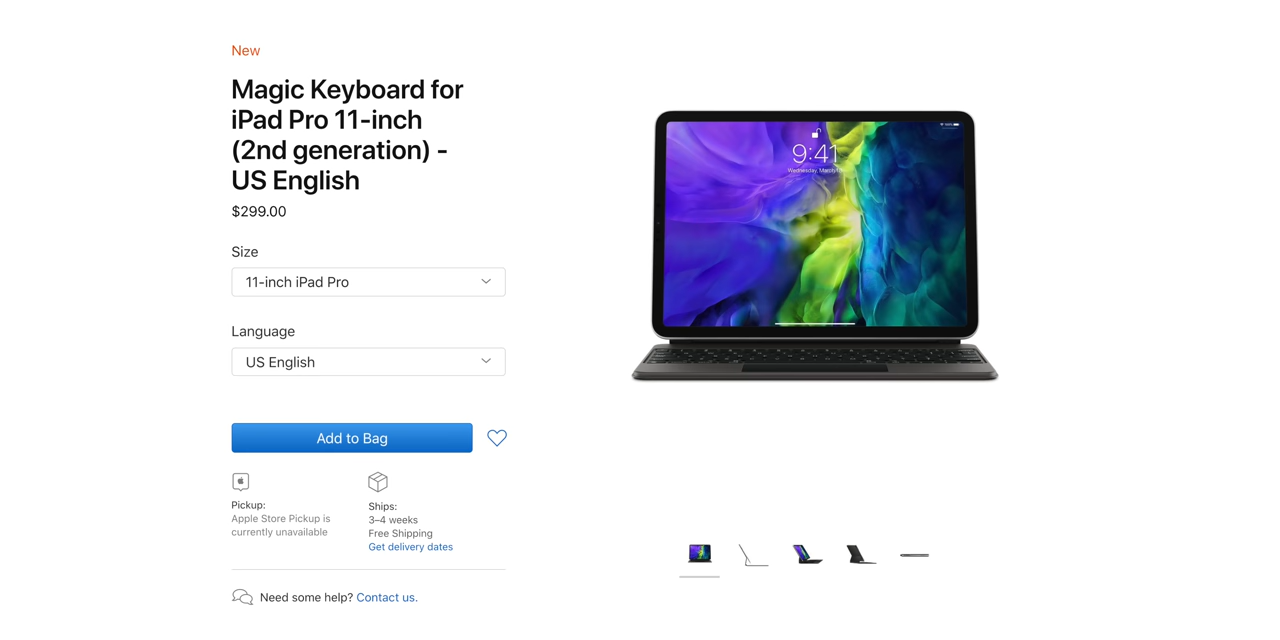 New
Magic Keyboard for
iPad Pro 11-inch
(2nd generation) -
US English
$299.00
Size
11-inch iPad Pro
Language
US English
Add to Bag
Pickup:
Apple Store Pickup is
currently unavailable
Ships:
3–4 weeks
Free Shipping
Get delivery dates
Need some help? Contact us.
9:41
Wednesday,